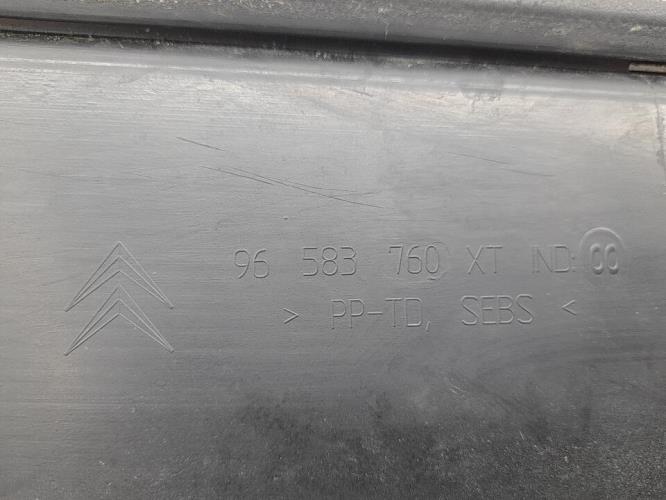 96 583 760 XT IND: 00
> PP-TD, SEBS <